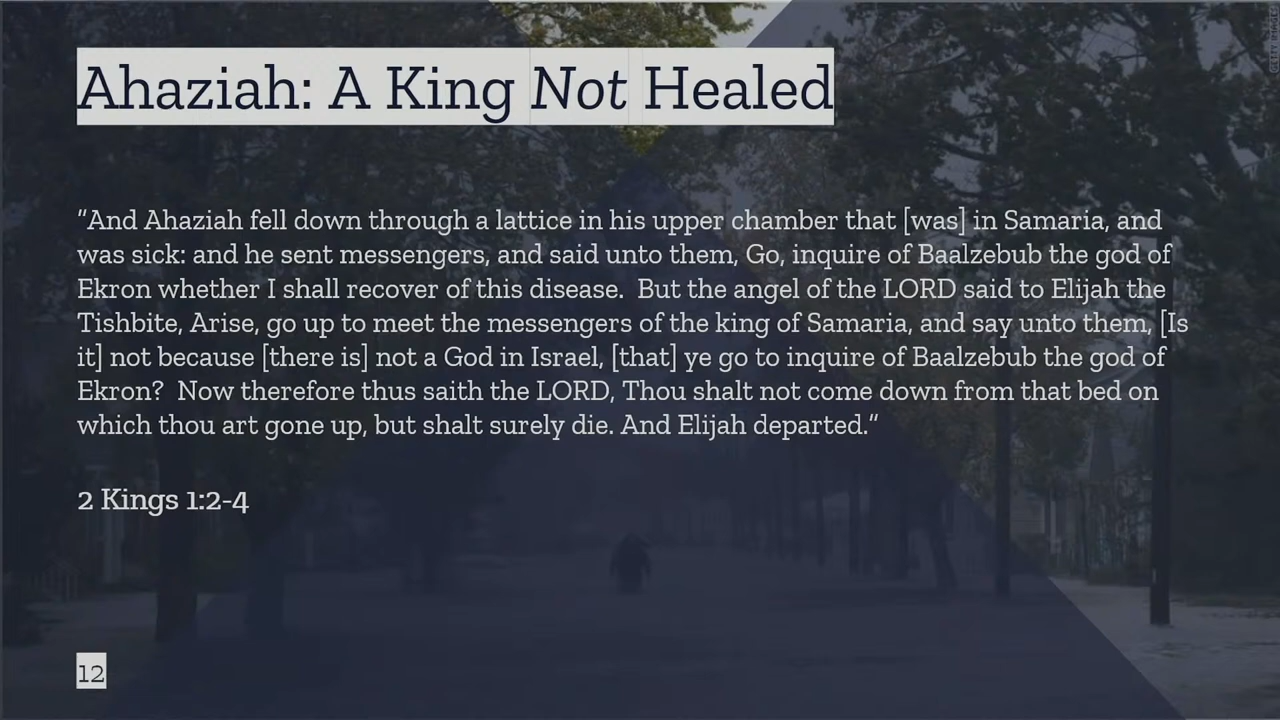 Ahaziah: A King Not Healed
“And Ahaziah fell down through a lattice in his upper chamber that [was] in Samaria, and
was sick: and he sent messengers, and said unto them, Go, inquire of Baalzebub the god of
Ekron whether I shall recover of this disease.  But the angel of the LORD said to Elijah the
Tishbite, Arise, go up to meet the messengers of the king of Samaria, and say unto them, [Is
it] not because [there is] not a God in Israel, [that] ye go to inquire of Baalzebub the god of
Ekron?  Now therefore thus saith the LORD, Thou shalt not come down from that bed on
which thou art gone up, but shalt surely die. And Elijah departed.“
2 Kings 1:2-4
12